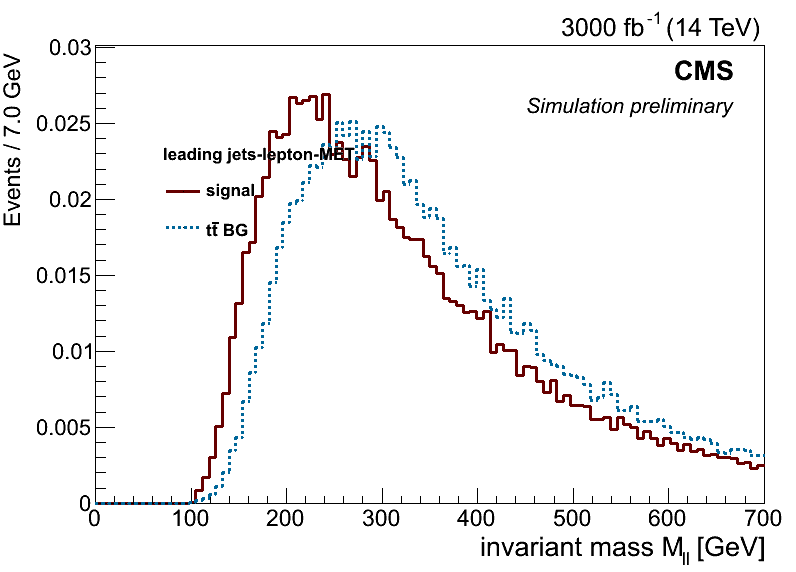 3000 fb⁻¹ (14 TeV)
CMS
Simulation preliminary
Events / 7.0 GeV
0.03
0.025
0.02
0.015
0.01
0.005
0
leading jets-lepton-MET
signal
tt̄ BG
0 100 200 300 400 500 600 700
invariant mass M_ll [GeV]